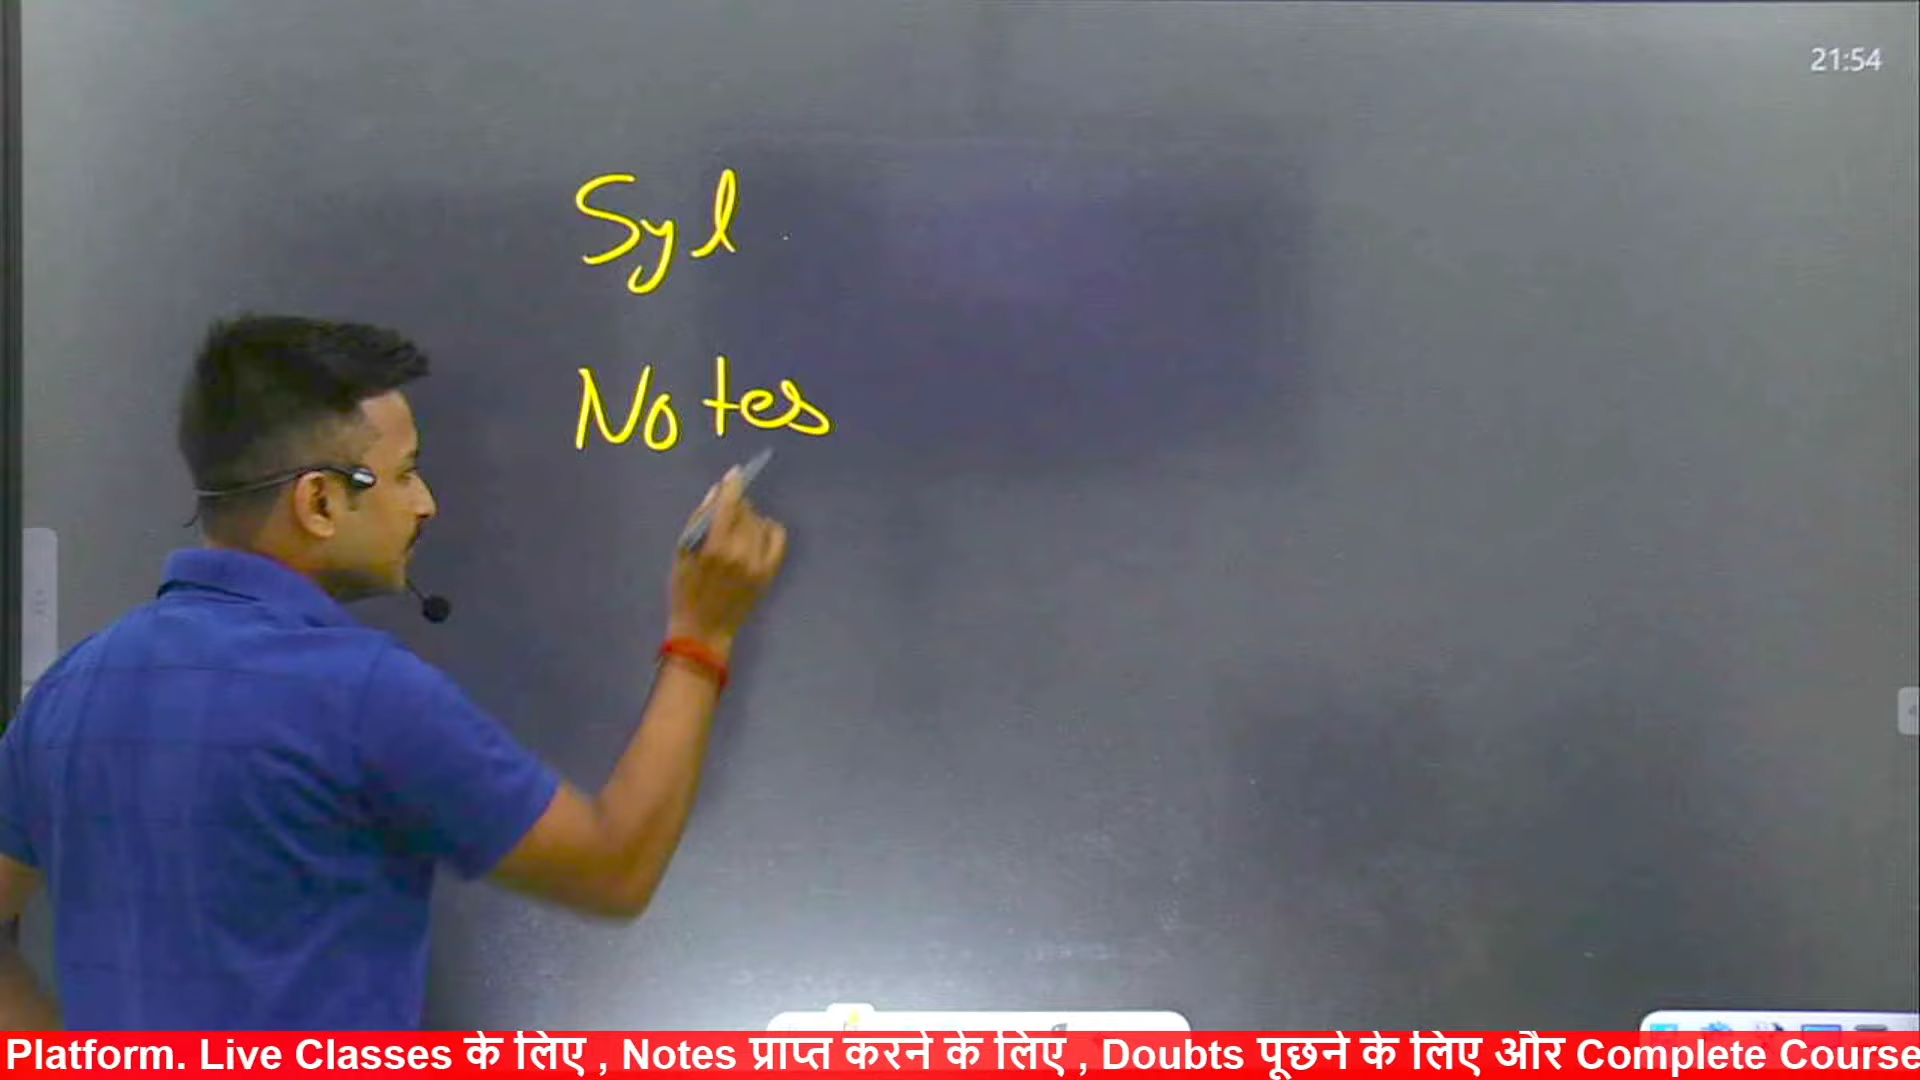 21:54
Syl
Notes
Platform. Live Classes के लिए , Notes प्राप्त करने के लिए , Doubts पूछने के लिए और Complete Course